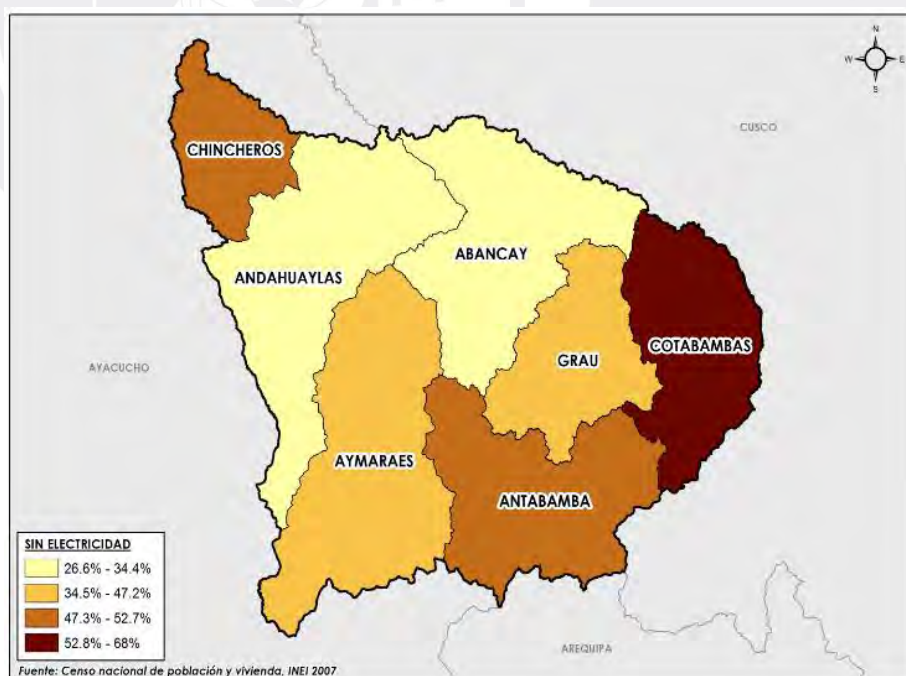 N
W E
S
CUSCO
CHINCHEROS
ABANCAY
ANDAHUAYLAS
COTABAMBAS
GRAU
AYACUCHO
AYMARAES
ANTABAMBA
SIN ELECTRICIDAD
26.6% - 34.4%
34.5% - 47.2%
47.3% - 52.7%
52.8% - 68%
AREQUIPA
Fuente: Censo nacional de población y vivienda, INEI 2007